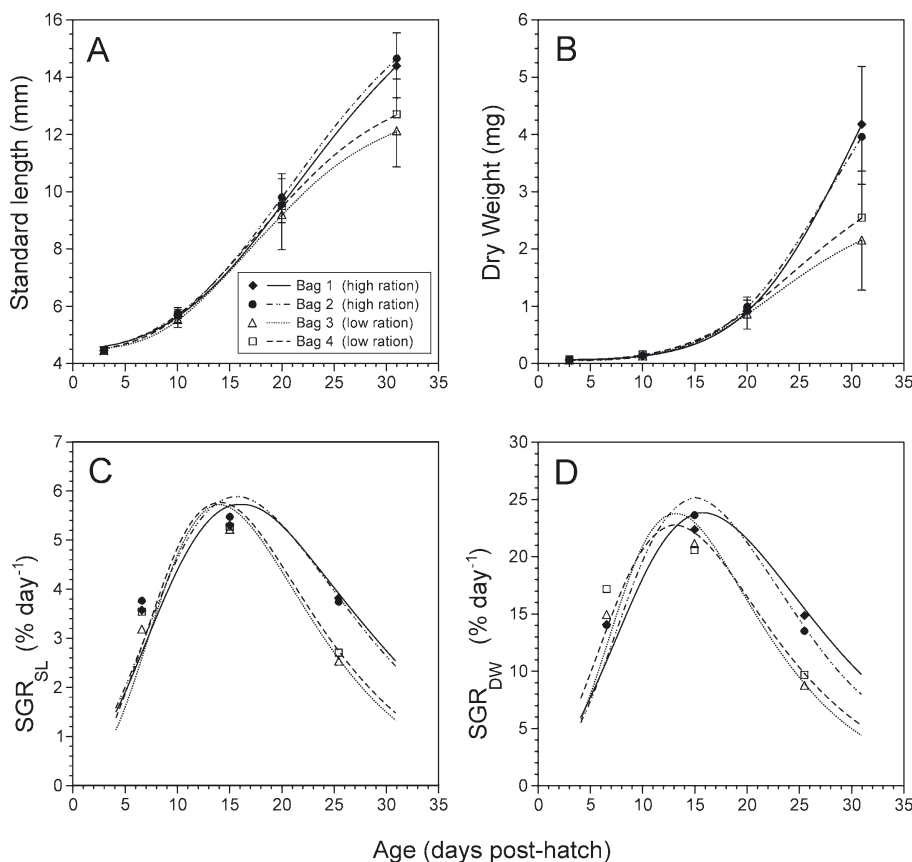 A
Standard length (mm)
16
14
12
10
8
6
4
0 5 10 15 20 25 30 35
Bag 1 (high ration)
Bag 2 (high ration)
Bag 3 (low ration)
Bag 4 (low ration)
B
Dry Weight (mg)
6
5
4
3
2
1
0
0 5 10 15 20 25 30 35
C
SGR_SL (% day⁻¹)
7
6
5
4
3
2
1
0
0 5 10 15 20 25 30 35
D
SGR_DW (% day⁻¹)
30
25
20
15
10
5
0
0 5 10 15 20 25 30 35
Age (days post-hatch)